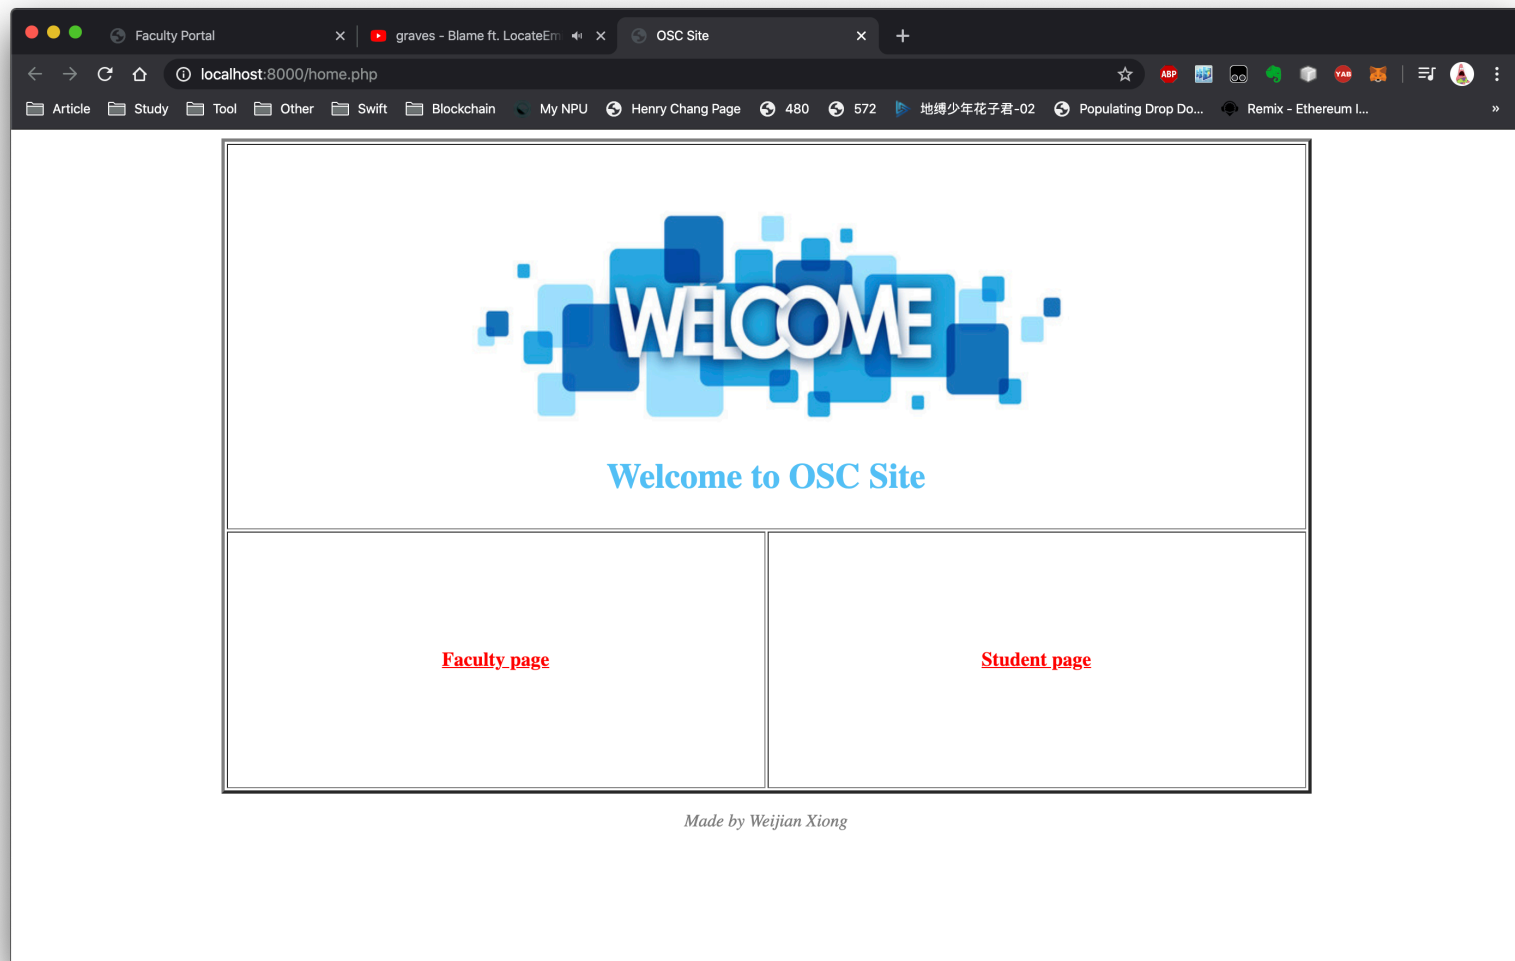 Faculty Portal
graves - Blame ft. LocateEm
OSC Site
localhost:8000/home.php
ABP
YAB
Article
Study
Tool
Other
Swift
Blockchain
My NPU
Henry Chang Page
480
572
地缚少年花子君-02
Populating Drop Do...
Remix - Ethereum I...
»
WELCOME
Welcome to OSC Site
Faculty page
Student page
Made by Weijian Xiong